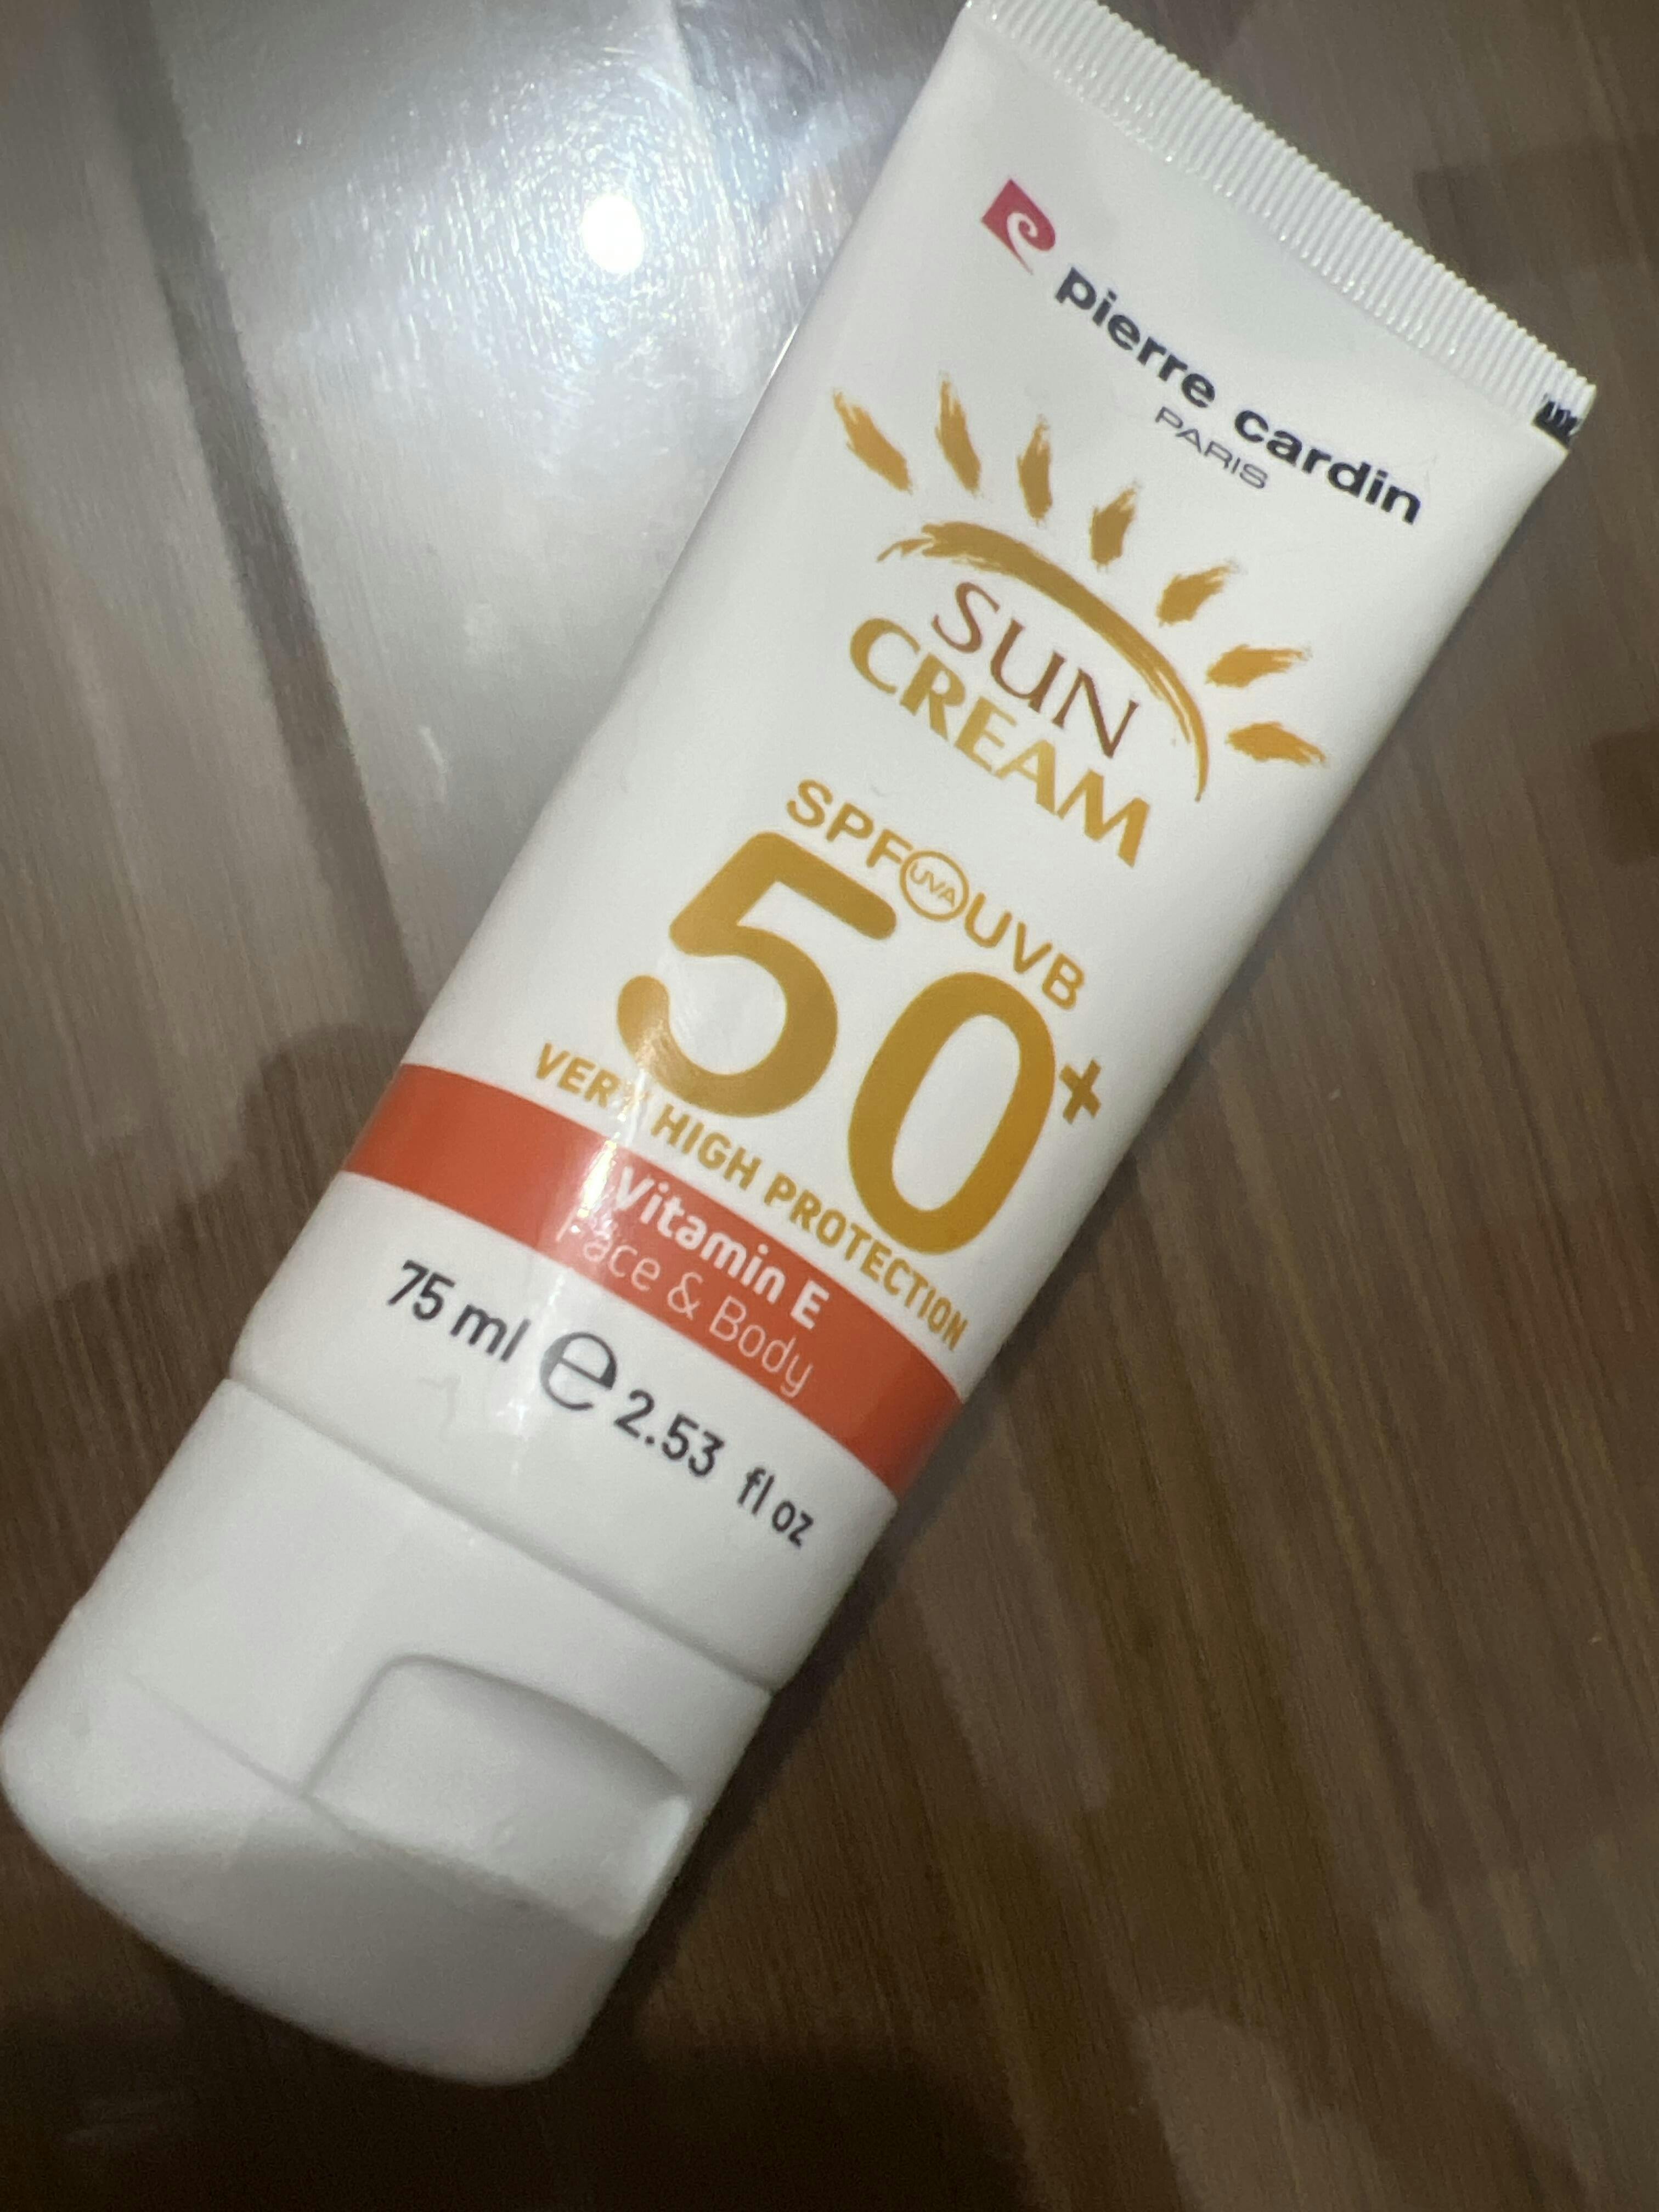 pierre cardin
PARIS
SUN
CREAM
SPF UVA UVB
50+
VERY HIGH PROTECTION
Vitamin E
Face & Body
75 ml e 2.53 fl oz